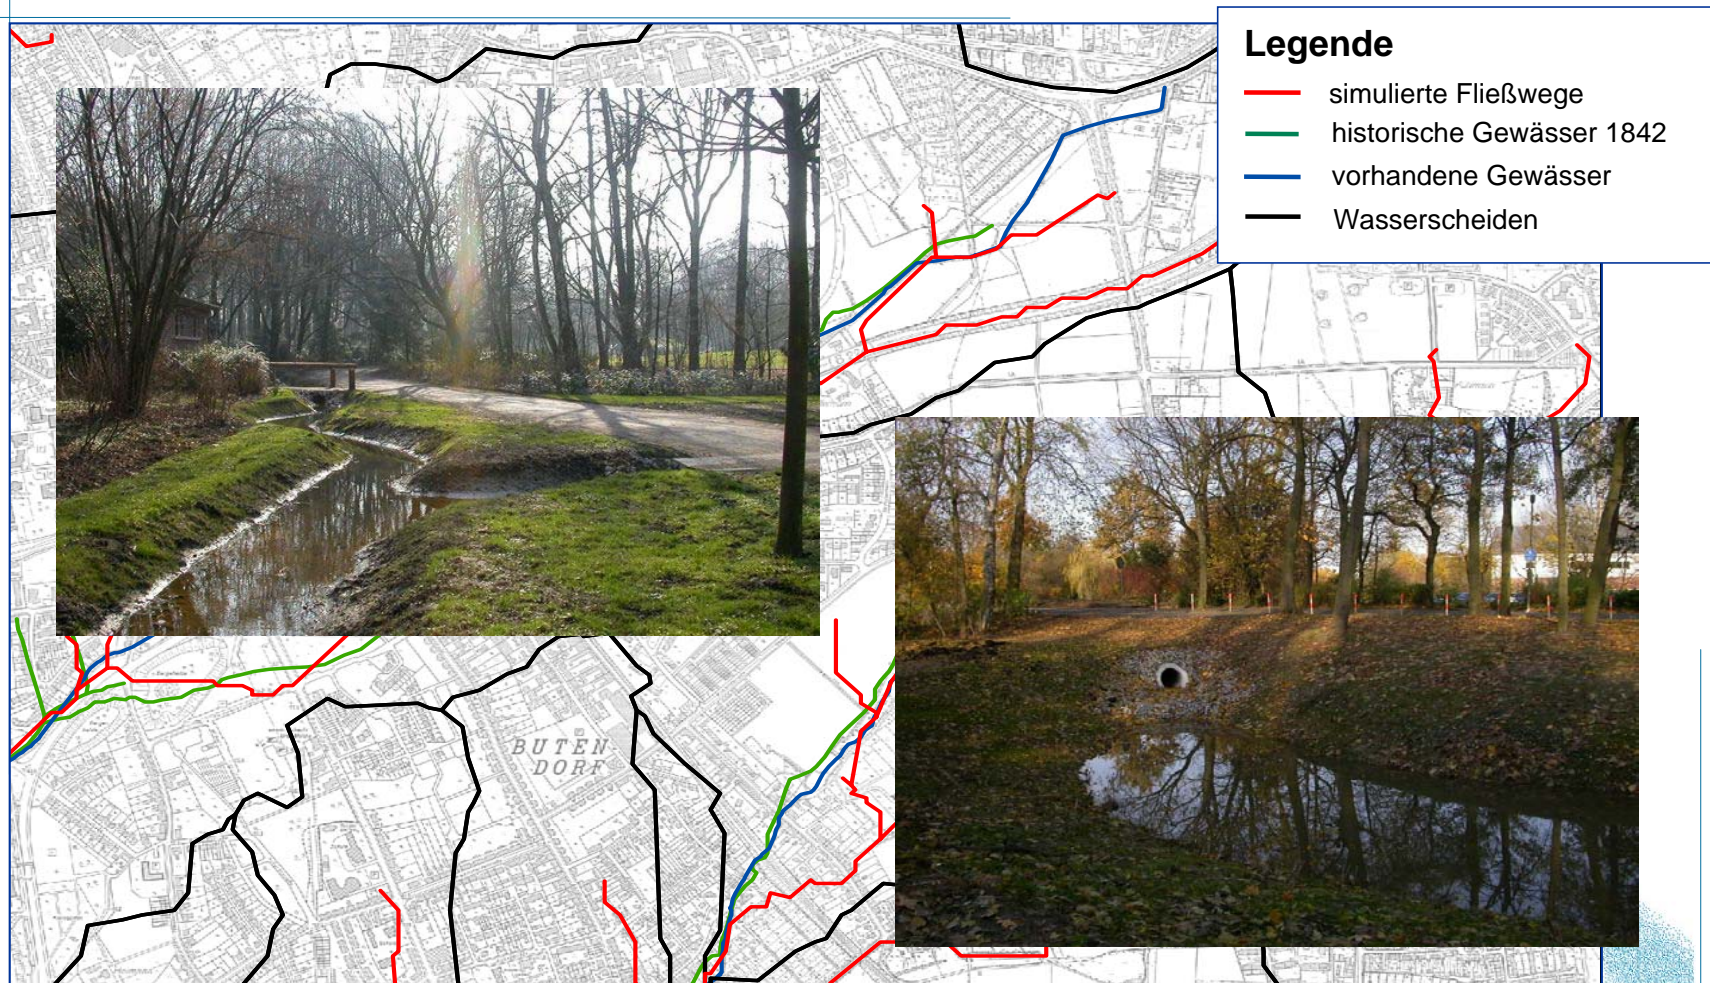 Legende
simulierte Fließwege
historische Gewässer 1842
vorhandene Gewässer
Wasserscheiden
BUTEN
DORF